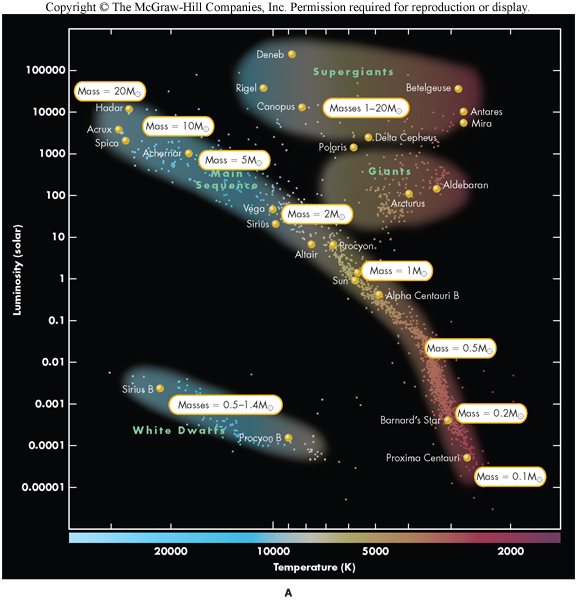 Copyright © The McGraw-Hill Companies, Inc. Permission required for reproduction or display.
Deneb
Supergiants
100000
Rigel
Betelgeuse
Mass = 20M☉
Canopus
Masses 1–20M☉
Hadar
10000
Antares
Mass = 10M☉
Mira
Acrux
Delta Cepheus
Spica
Polaris
1000
Achernar
Mass = 5M☉
Main
Sequence
Giants
Aldebaran
100
Arcturus
Vega
Mass = 2M☉
Sirius
10
Altair
Procyon
Mass = 1M☉
1
Sun
Alpha Centauri B
0.1
Mass = 0.5M☉
0.01
Sirius B
Masses = 0.5–1.4M☉
0.001
Mass = 0.2M☉
Barnard's Star
White Dwarfs
Procyon B
0.0001
Proxima Centauri
Mass = 0.1M☉
0.00001
Luminosity (solar)
20000
10000
5000
2000
Temperature (K)
A